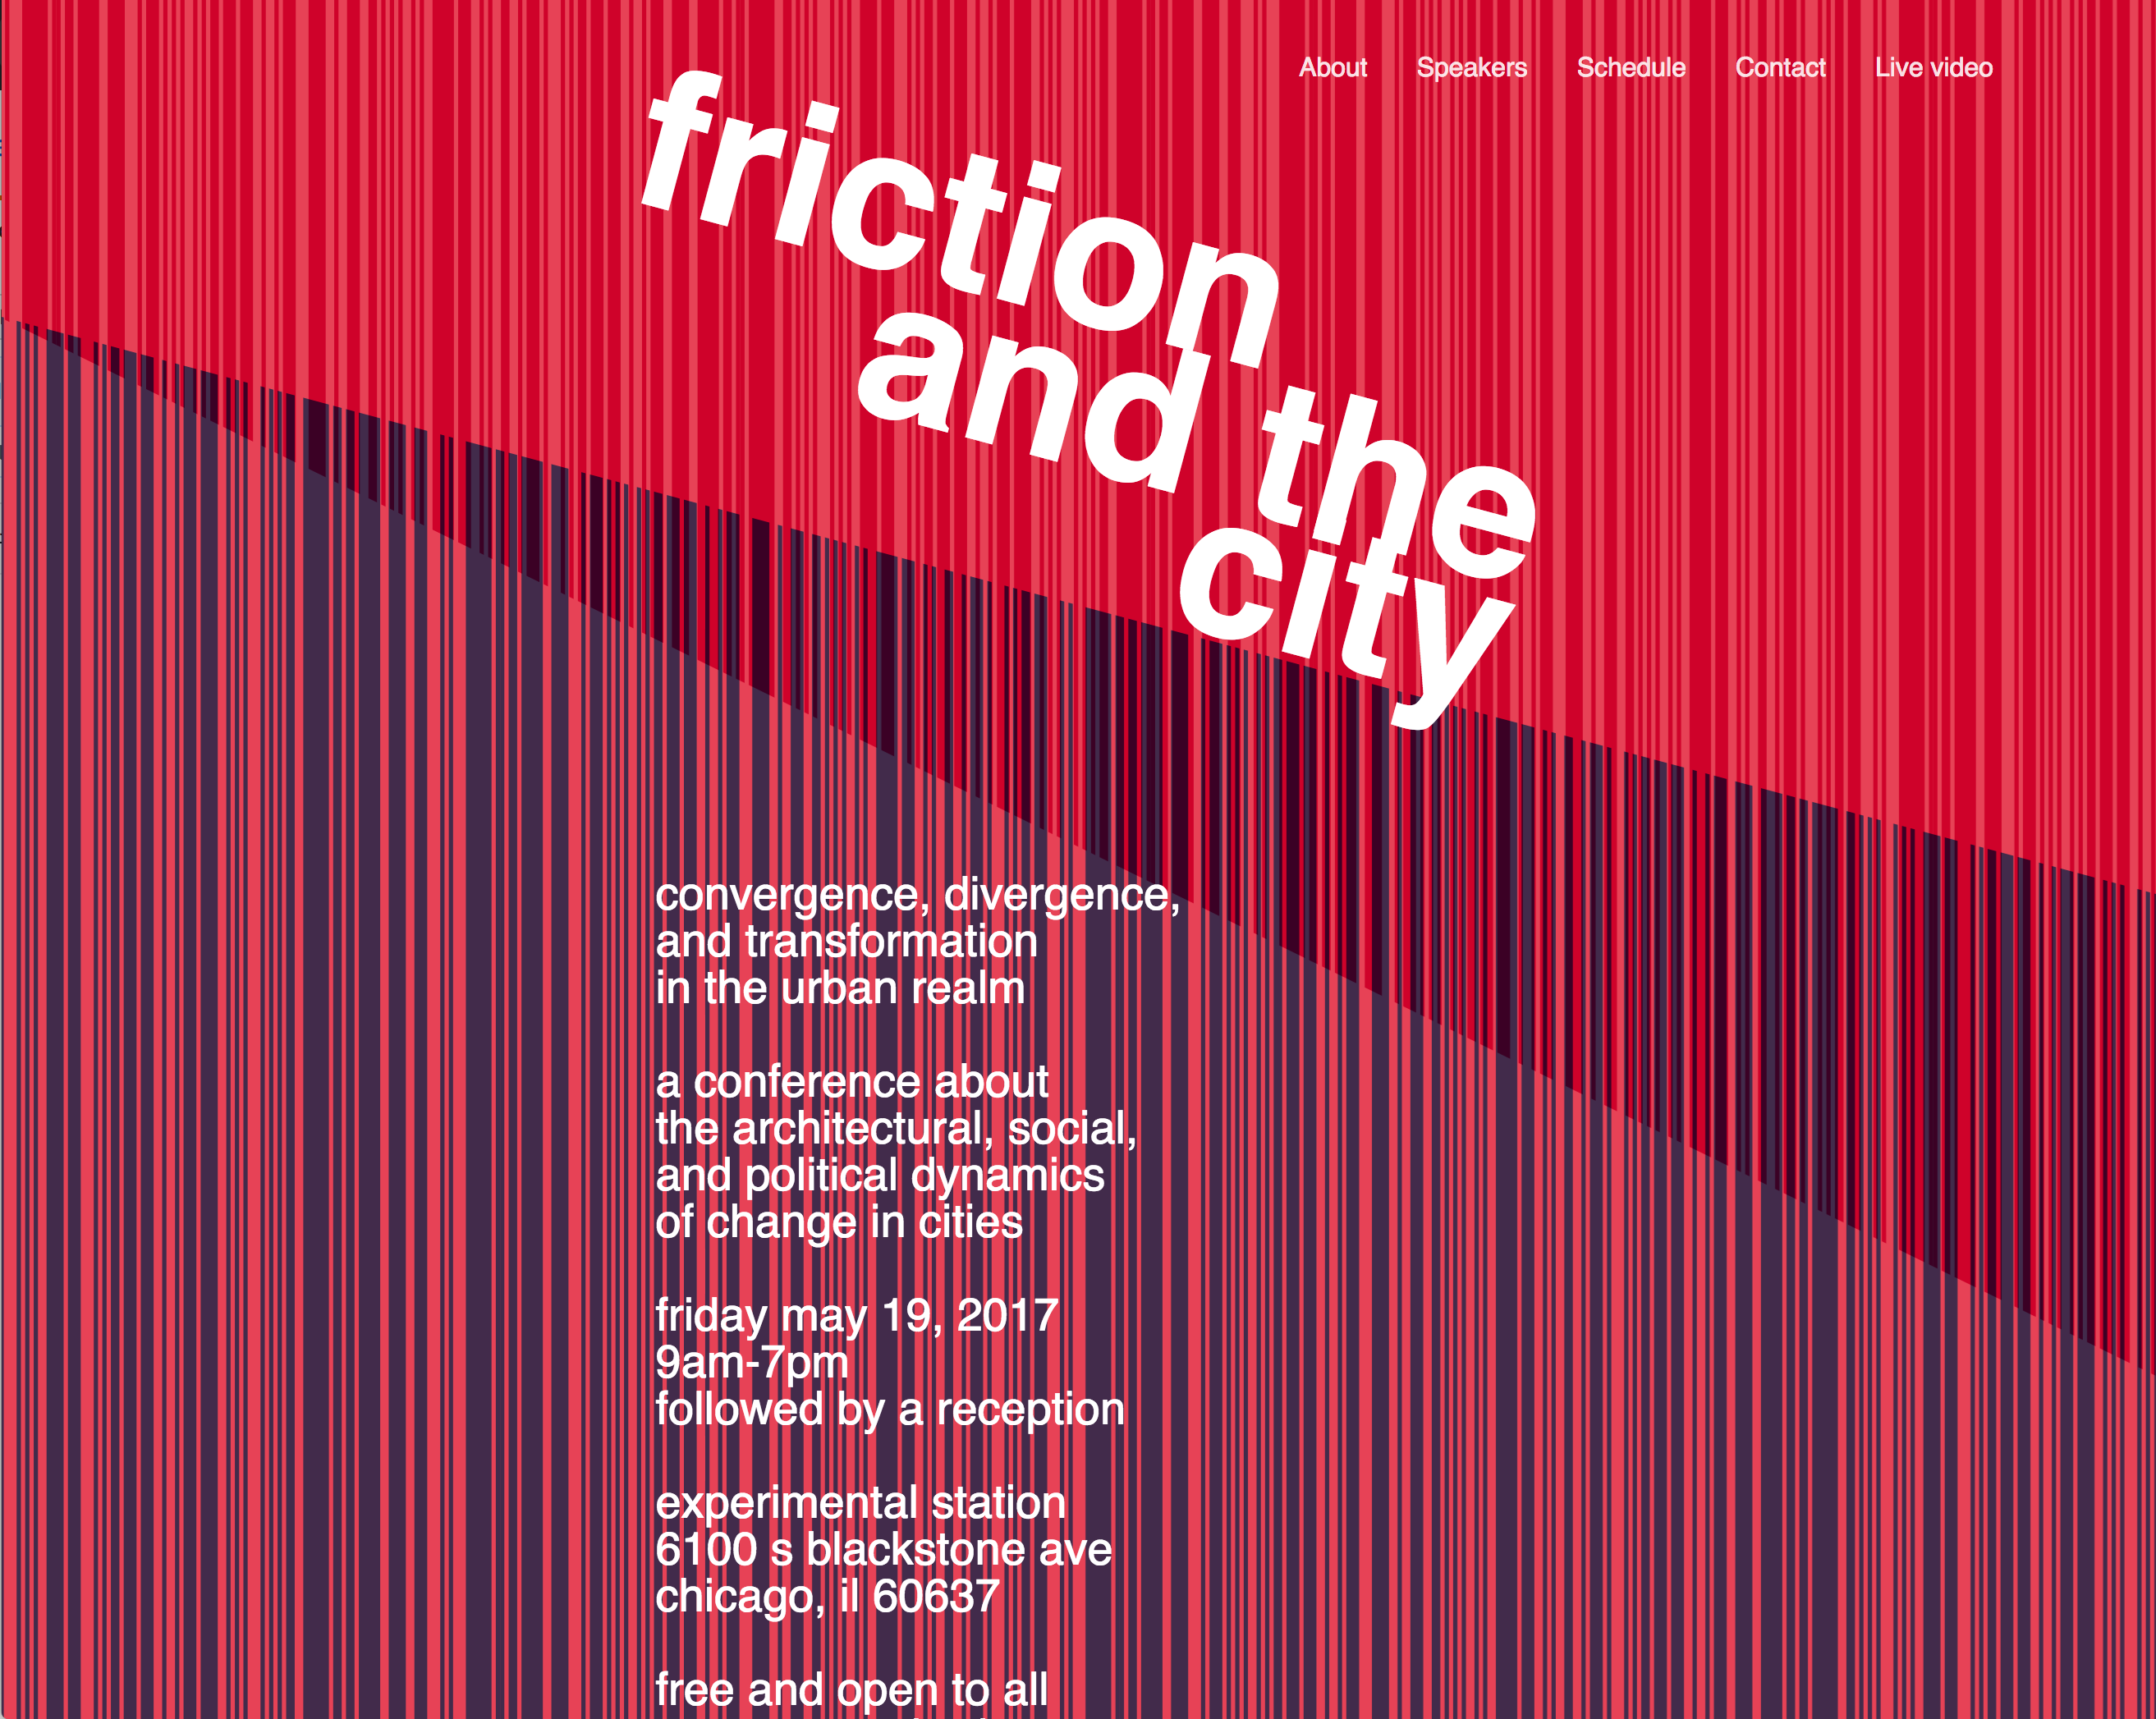 About Speakers Schedule Contact Live video
friction
and the
city
convergence, divergence,
and transformation
in the urban realm
a conference about
the architectural, social,
and political dynamics
of change in cities
friday may 19, 2017
9am-7pm
followed by a reception
experimental station
6100 s blackstone ave
chicago, il 60637
free and open to all